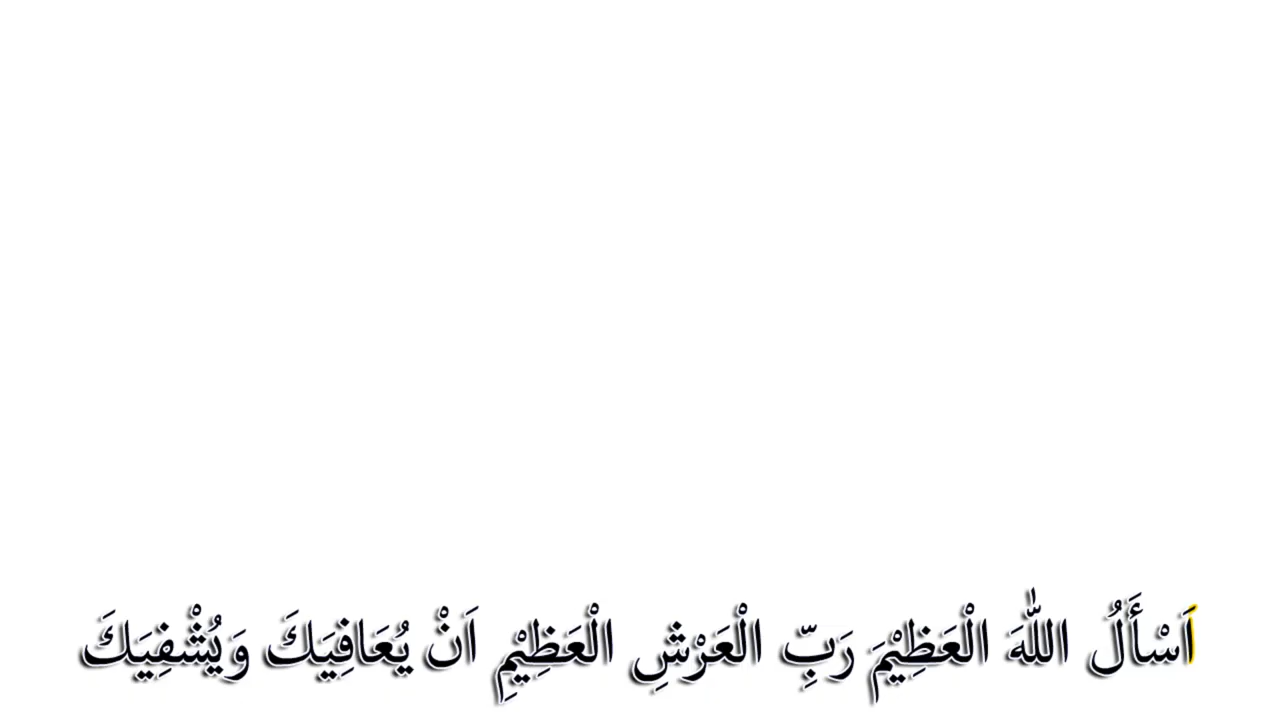 اَسْأَلُ اللّٰهَ الْعَظِيْمَ رَبِّ الْعَرْشِ الْعَظِيْمِ اَنْ يُعَافِيَكَ وَيُشْفِيَكَ